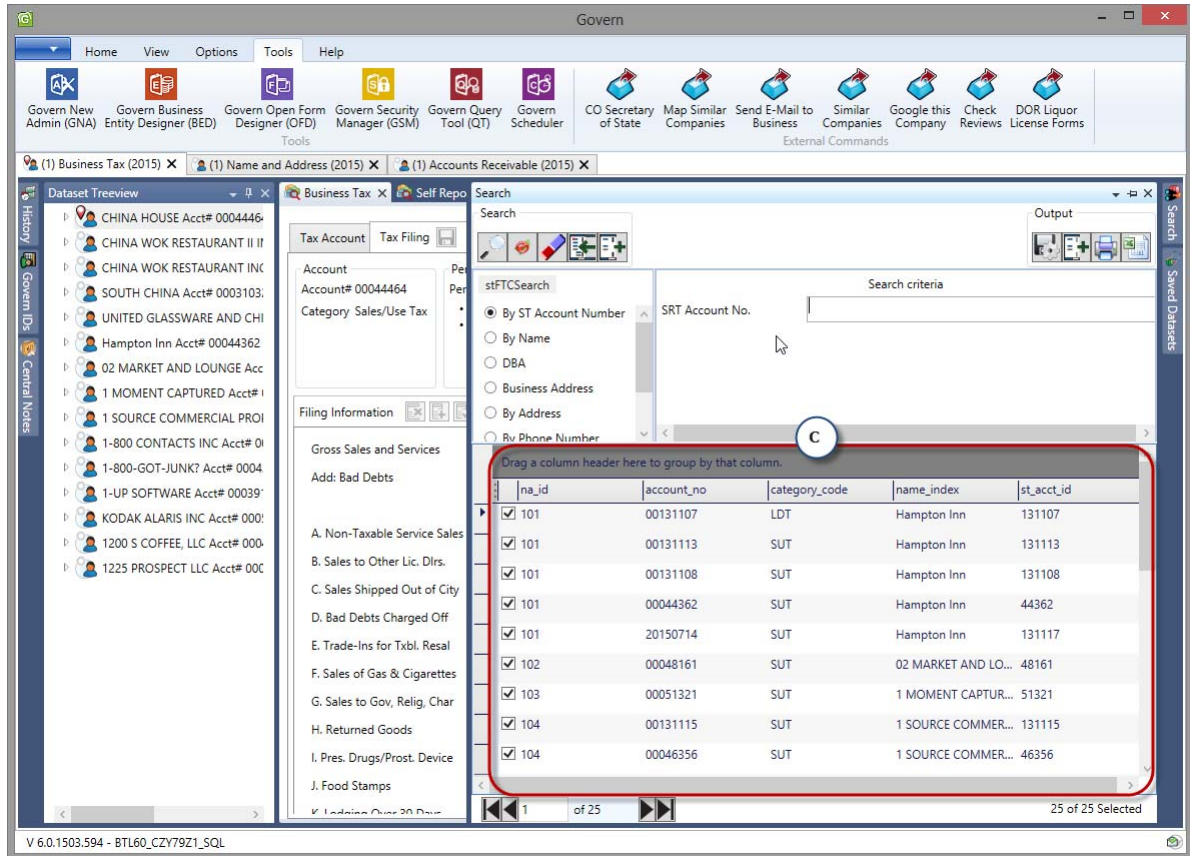 Govern
Home View Options Tools Help
Govern New Admin (GNA)
Govern Business Entity Designer (BED)
Govern Open Form Designer (OFD)
Govern Security Manager (GSM)
Govern Query Tool (QT)
Govern Scheduler
CO Secretary of State
Map Similar Companies
Send E-Mail to Business
Similar Companies
Google this Company
Check Reviews
DOR Liquor License Forms
Tools
External Commands
(1) Business Tax (2015) X
(1) Name and Address (2015) X
(1) Accounts Receivable (2015) X
History
Govern IDs
Central Notes
Dataset Treeview
CHINA HOUSE Acct# 00044464
CHINA WOK RESTAURANT II
CHINA WOK RESTAURANT INC
SOUTH CHINA Acct# 0003103
UNITED GLASSWARE AND CHI
Hampton Inn Acct# 00044362
02 MARKET AND LOUNGE Acc
1 MOMENT CAPTURED Acct#
1 SOURCE COMMERCIAL PROI
1-800 CONTACTS INC Acct# 0
1-800-GOT-JUNK? Acct# 0004
1-UP SOFTWARE Acct# 00039
KODAK ALARIS INC Acct# 000
1200 S COFFEE, LLC Acct# 000
1225 PROSPECT LLC Acct# 000
Business Tax X Self Repo
Tax Account Tax Filing
Account
Account# 00044464
Category Sales/Use Tax
Per
Per
Filing Information
Gross Sales and Services
Add: Bad Debts
A. Non-Taxable Service Sales
B. Sales to Other Lic. Dlrs.
C. Sales Shipped Out of City
D. Bad Debts Charged Off
E. Trade-Ins for Txbl. Resal
F. Sales of Gas & Cigarettes
G. Sales to Gov, Relig, Char
H. Returned Goods
I. Pres. Drugs/Prost. Device
J. Food Stamps
K. Lodging Over 30 Days
Search
Search
Output
stFTCSearch
By ST Account Number
By Name
DBA
Business Address
By Address
By Phone Number
Search criteria
SRT Account No.
C
Drag a column header here to group by that column.
na_id account_no category_code name_index st_acct_id
101 00131107 LDT Hampton Inn 131107
101 00131113 SUT Hampton Inn 131113
101 00131108 SUT Hampton Inn 131108
101 00044362 SUT Hampton Inn 44362
101 20150714 SUT Hampton Inn 131117
102 00048161 SUT 02 MARKET AND LO... 48161
103 00051321 SUT 1 MOMENT CAPTUR... 51321
104 00131115 SUT 1 SOURCE COMMER... 131115
104 00046356 SUT 1 SOURCE COMMER... 46356
1 of 25
25 of 25 Selected
Search
Saved Datasets
V 6.0.1503.594 - BTL60_CZY79Z1_SQL